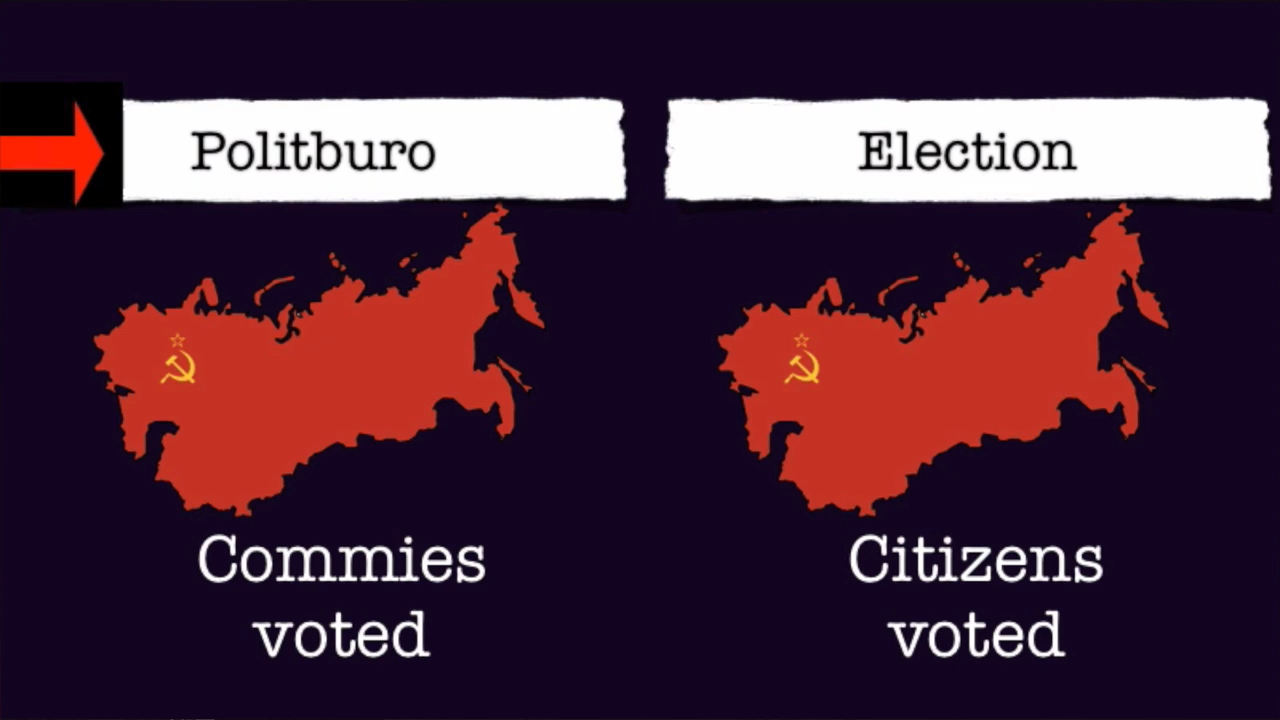 Politburo
Election
Commies
voted
Citizens
voted